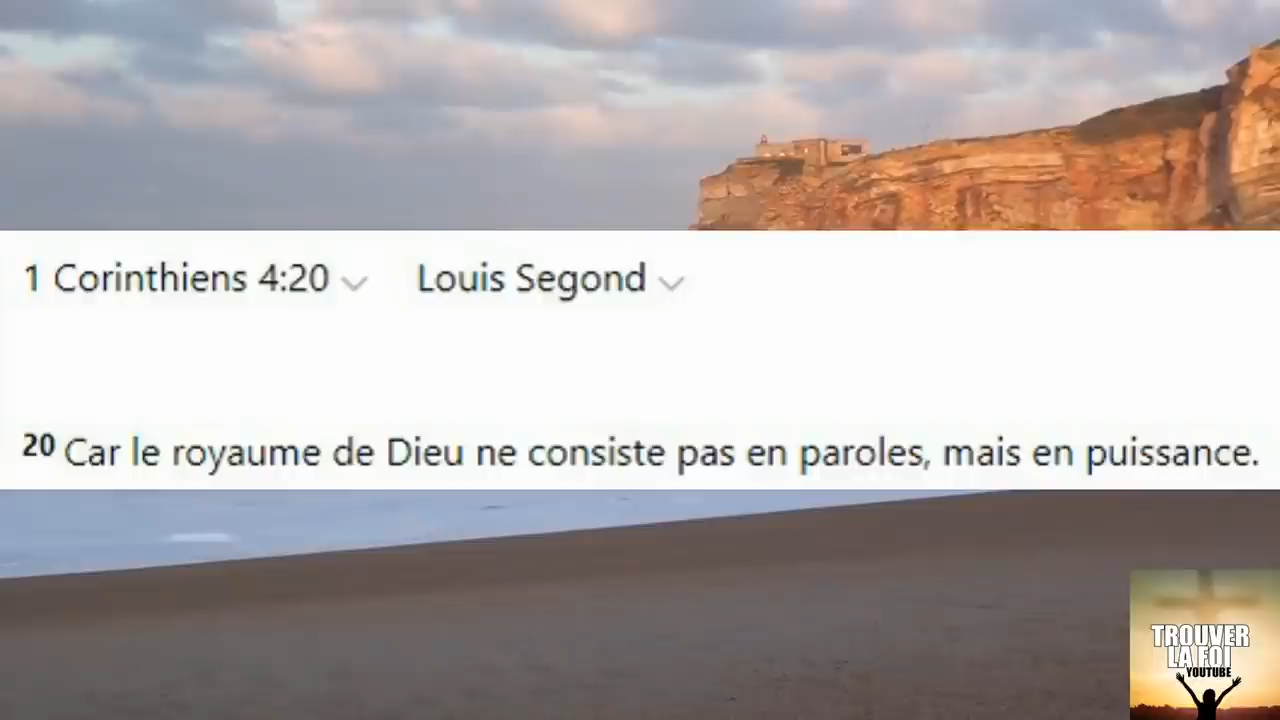 1 Corinthiens 4:20 Louis Segond
20 Car le royaume de Dieu ne consiste pas en paroles, mais en puissance.
TROUVER
LA FOI
YOUTUBE